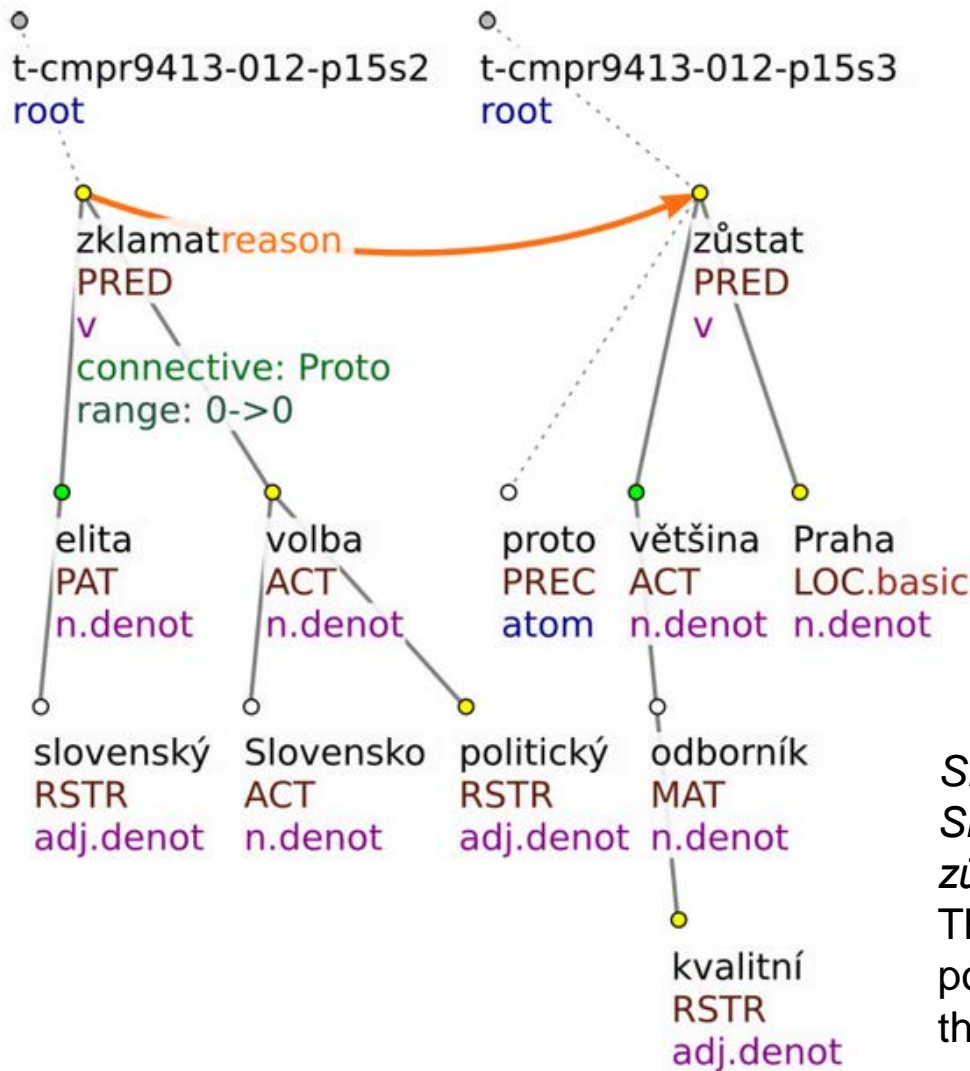 t-cmpr9413-012-p15s2
root
zklamat reason
PRED
v
connective: Proto
range: 0->0
elita
PAT
n.denot
volba
ACT
n.denot
slovenský
RSTR
adj.denot
Slovensko
ACT
n.denot
politický
RSTR
adj.denot
t-cmpr9413-012-p15s3
root
zůstat
PRED
v
proto
PREC
atom
většina
ACT
n.denot
Praha
LOC.basic
n.denot
odborník
MAT
n.denot
kvalitní
RSTR
adj.denot